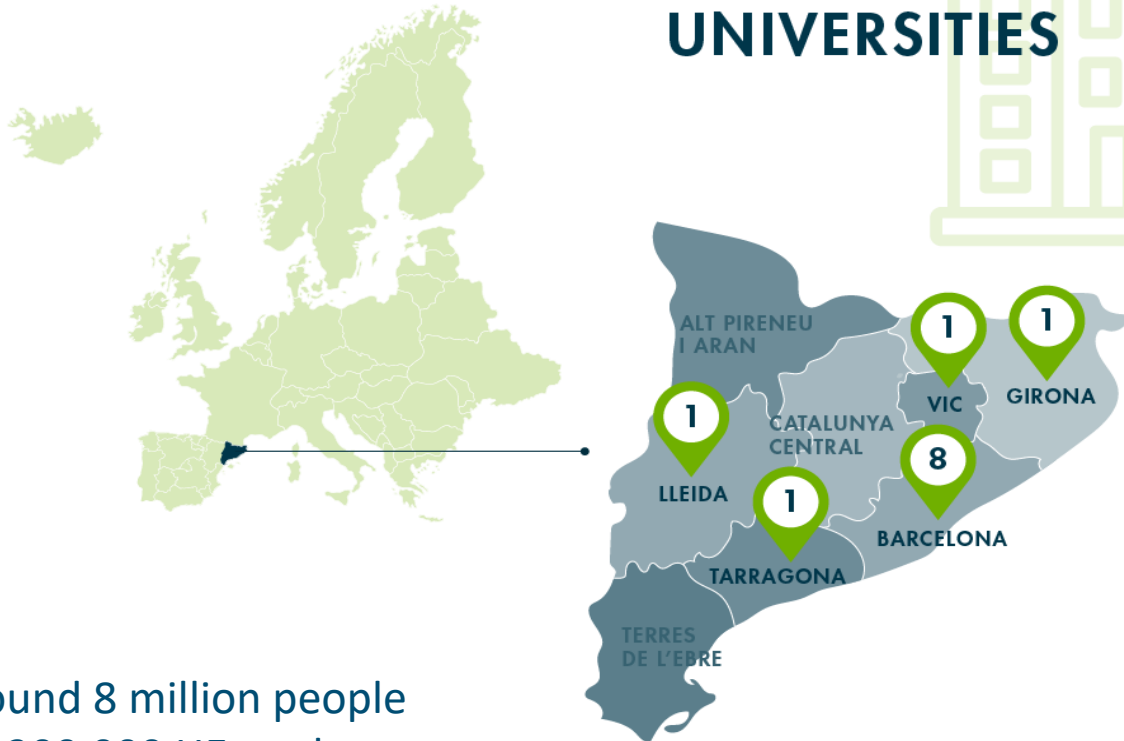 UNIVERSITIES
ALT PIRENEU
I ARAN
1
1
VIC
GIRONA
1
LLEIDA
CATALUNYA
CENTRAL
8
BARCELONA
1
TARRAGONA
TERRES
DE L'EBRE
8 million people